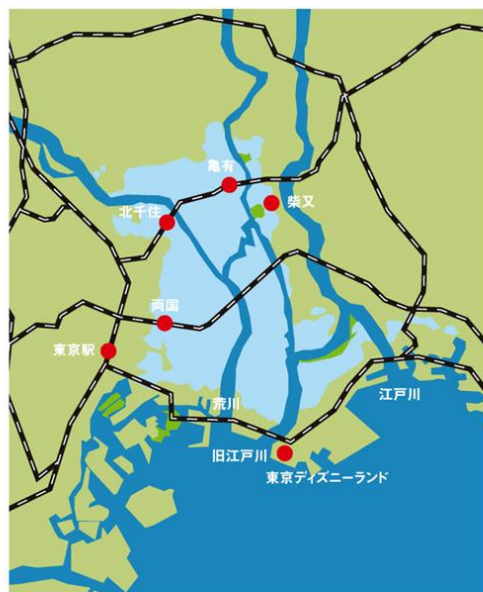 亀有
柴又
北千住
両国
東京駅
荒川
江戸川
旧江戸川
東京ディズニーランド